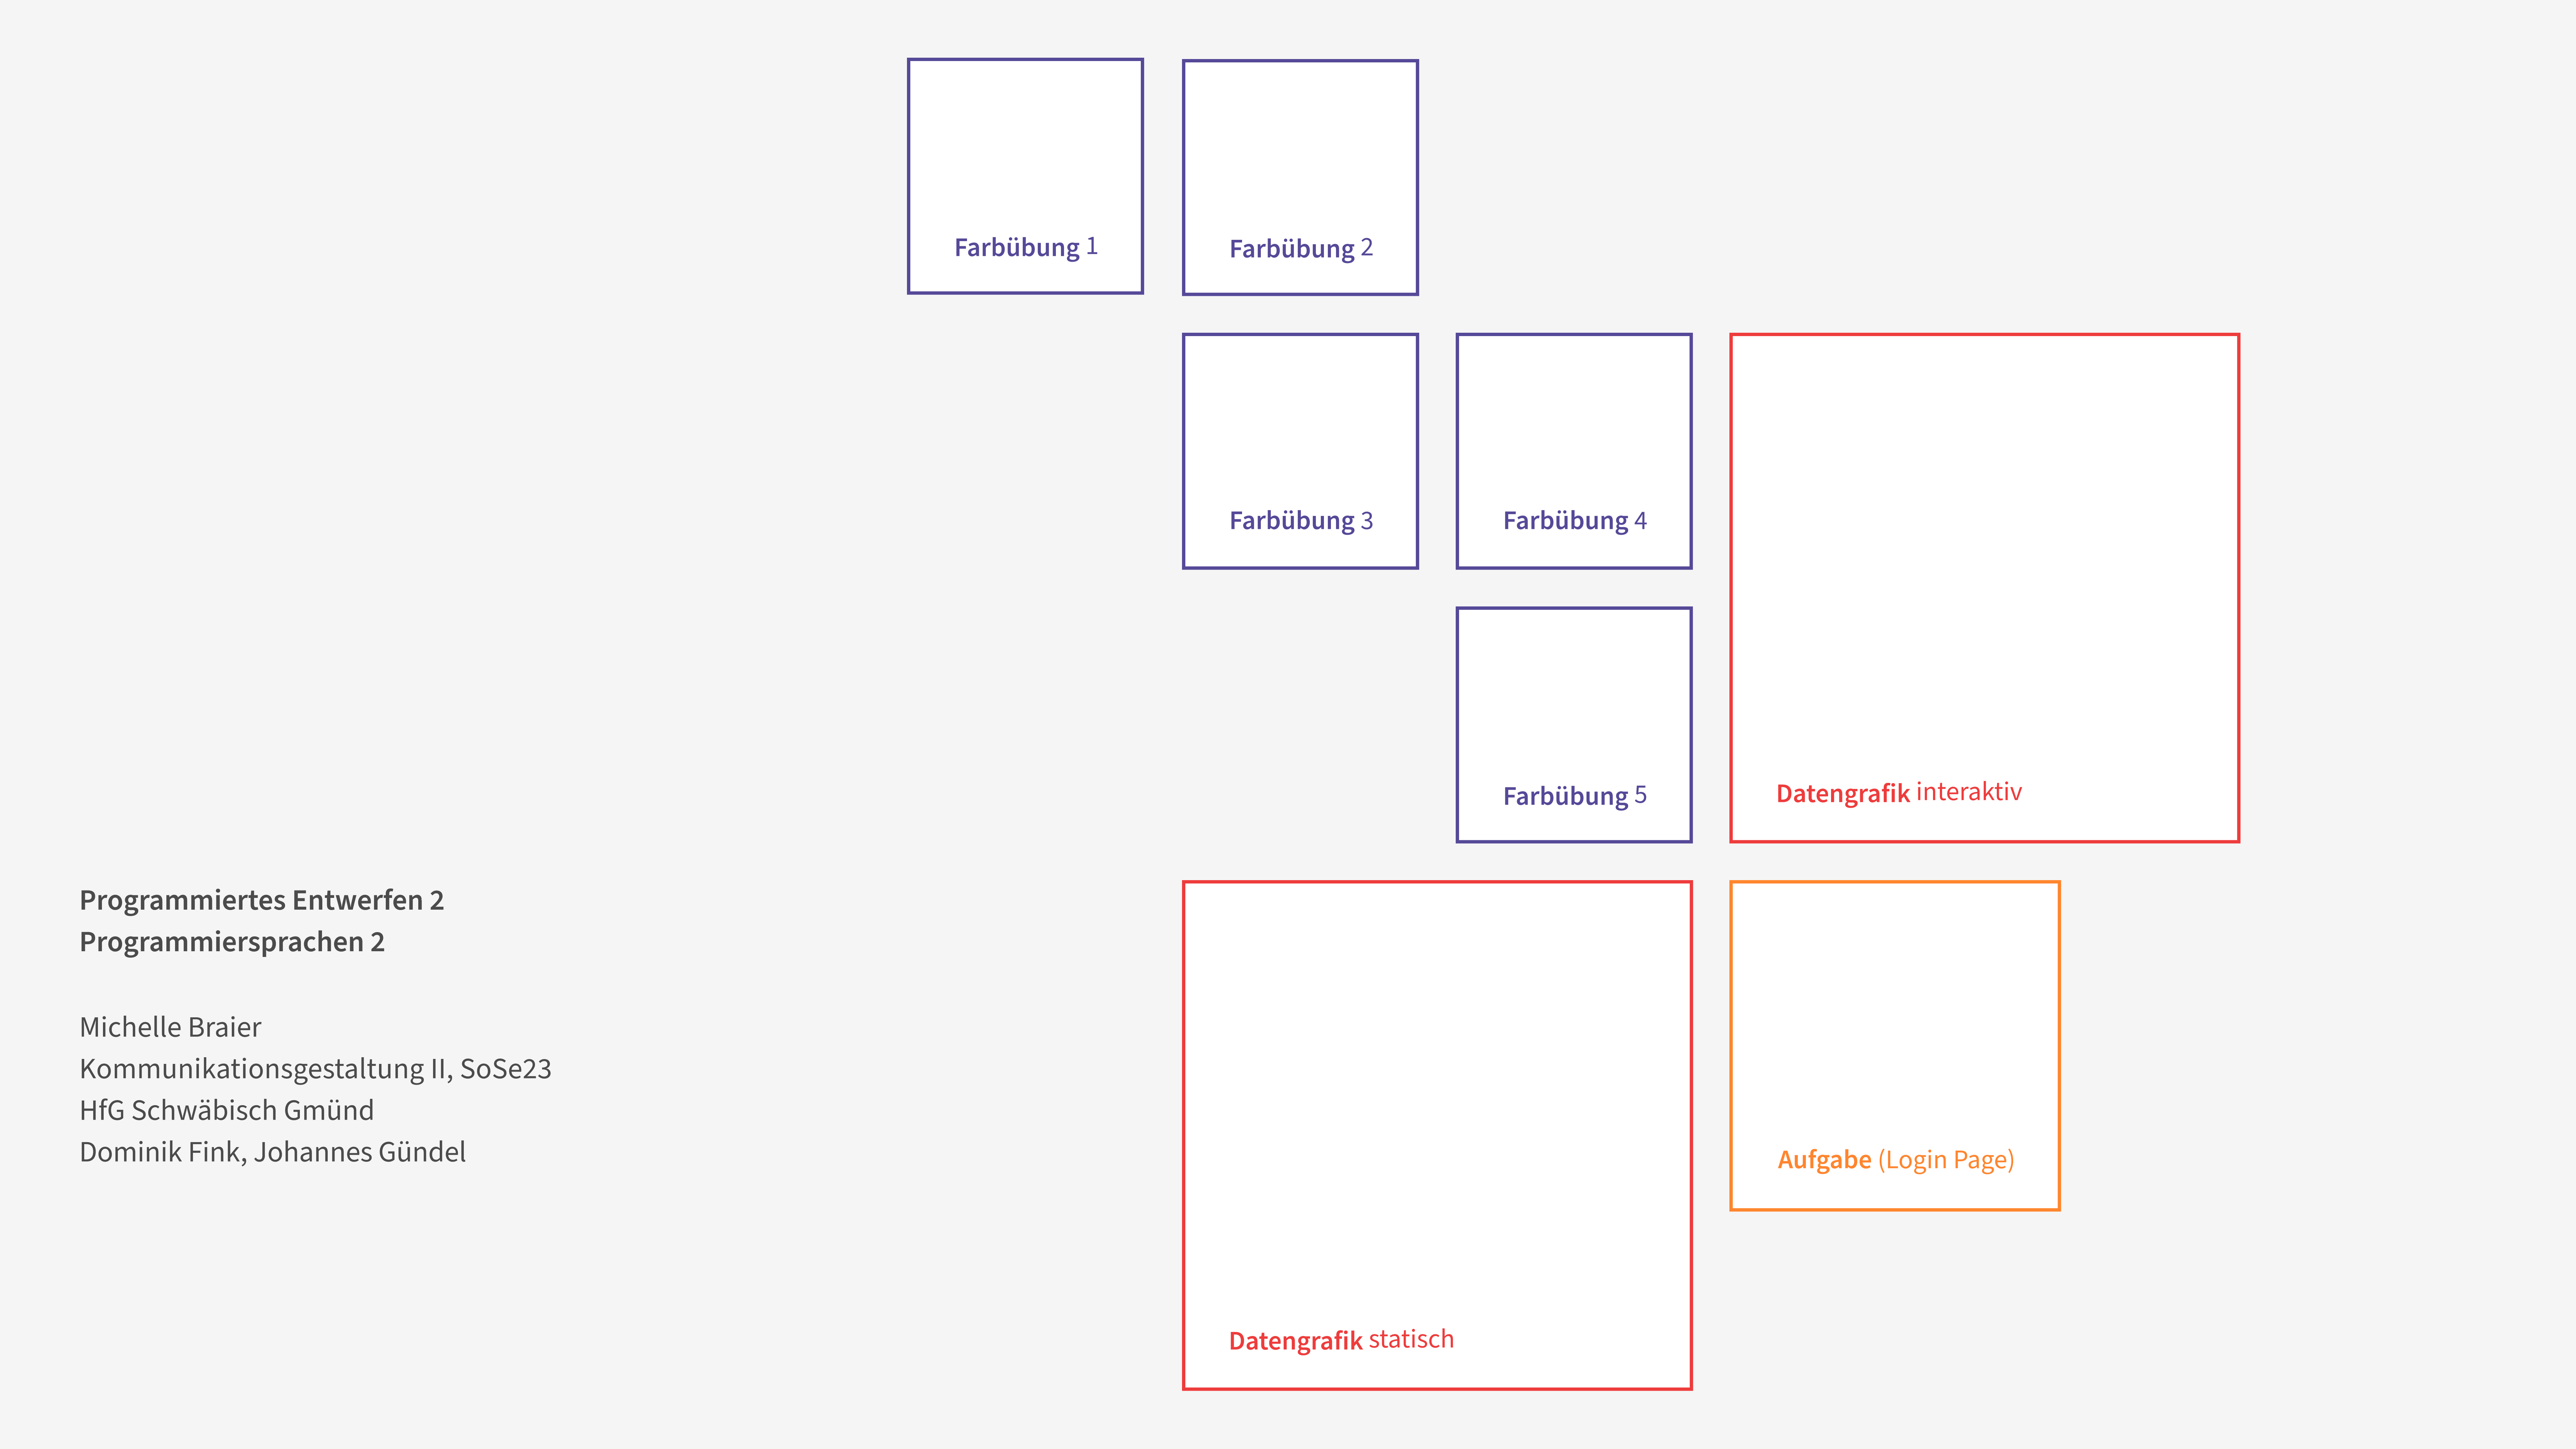 Farbübung 1
Farbübung 2
Farbübung 3
Farbübung 4
Farbübung 5
Datengrafik interaktiv
Programmiertes Entwerfen 2
Programmiersprachen 2
Michelle Braier
Kommunikationsgestaltung II, SoSe23
HfG Schwäbisch Gmünd
Dominik Fink, Johannes Gündel
Datengrafik statisch
Aufgabe (Login Page)